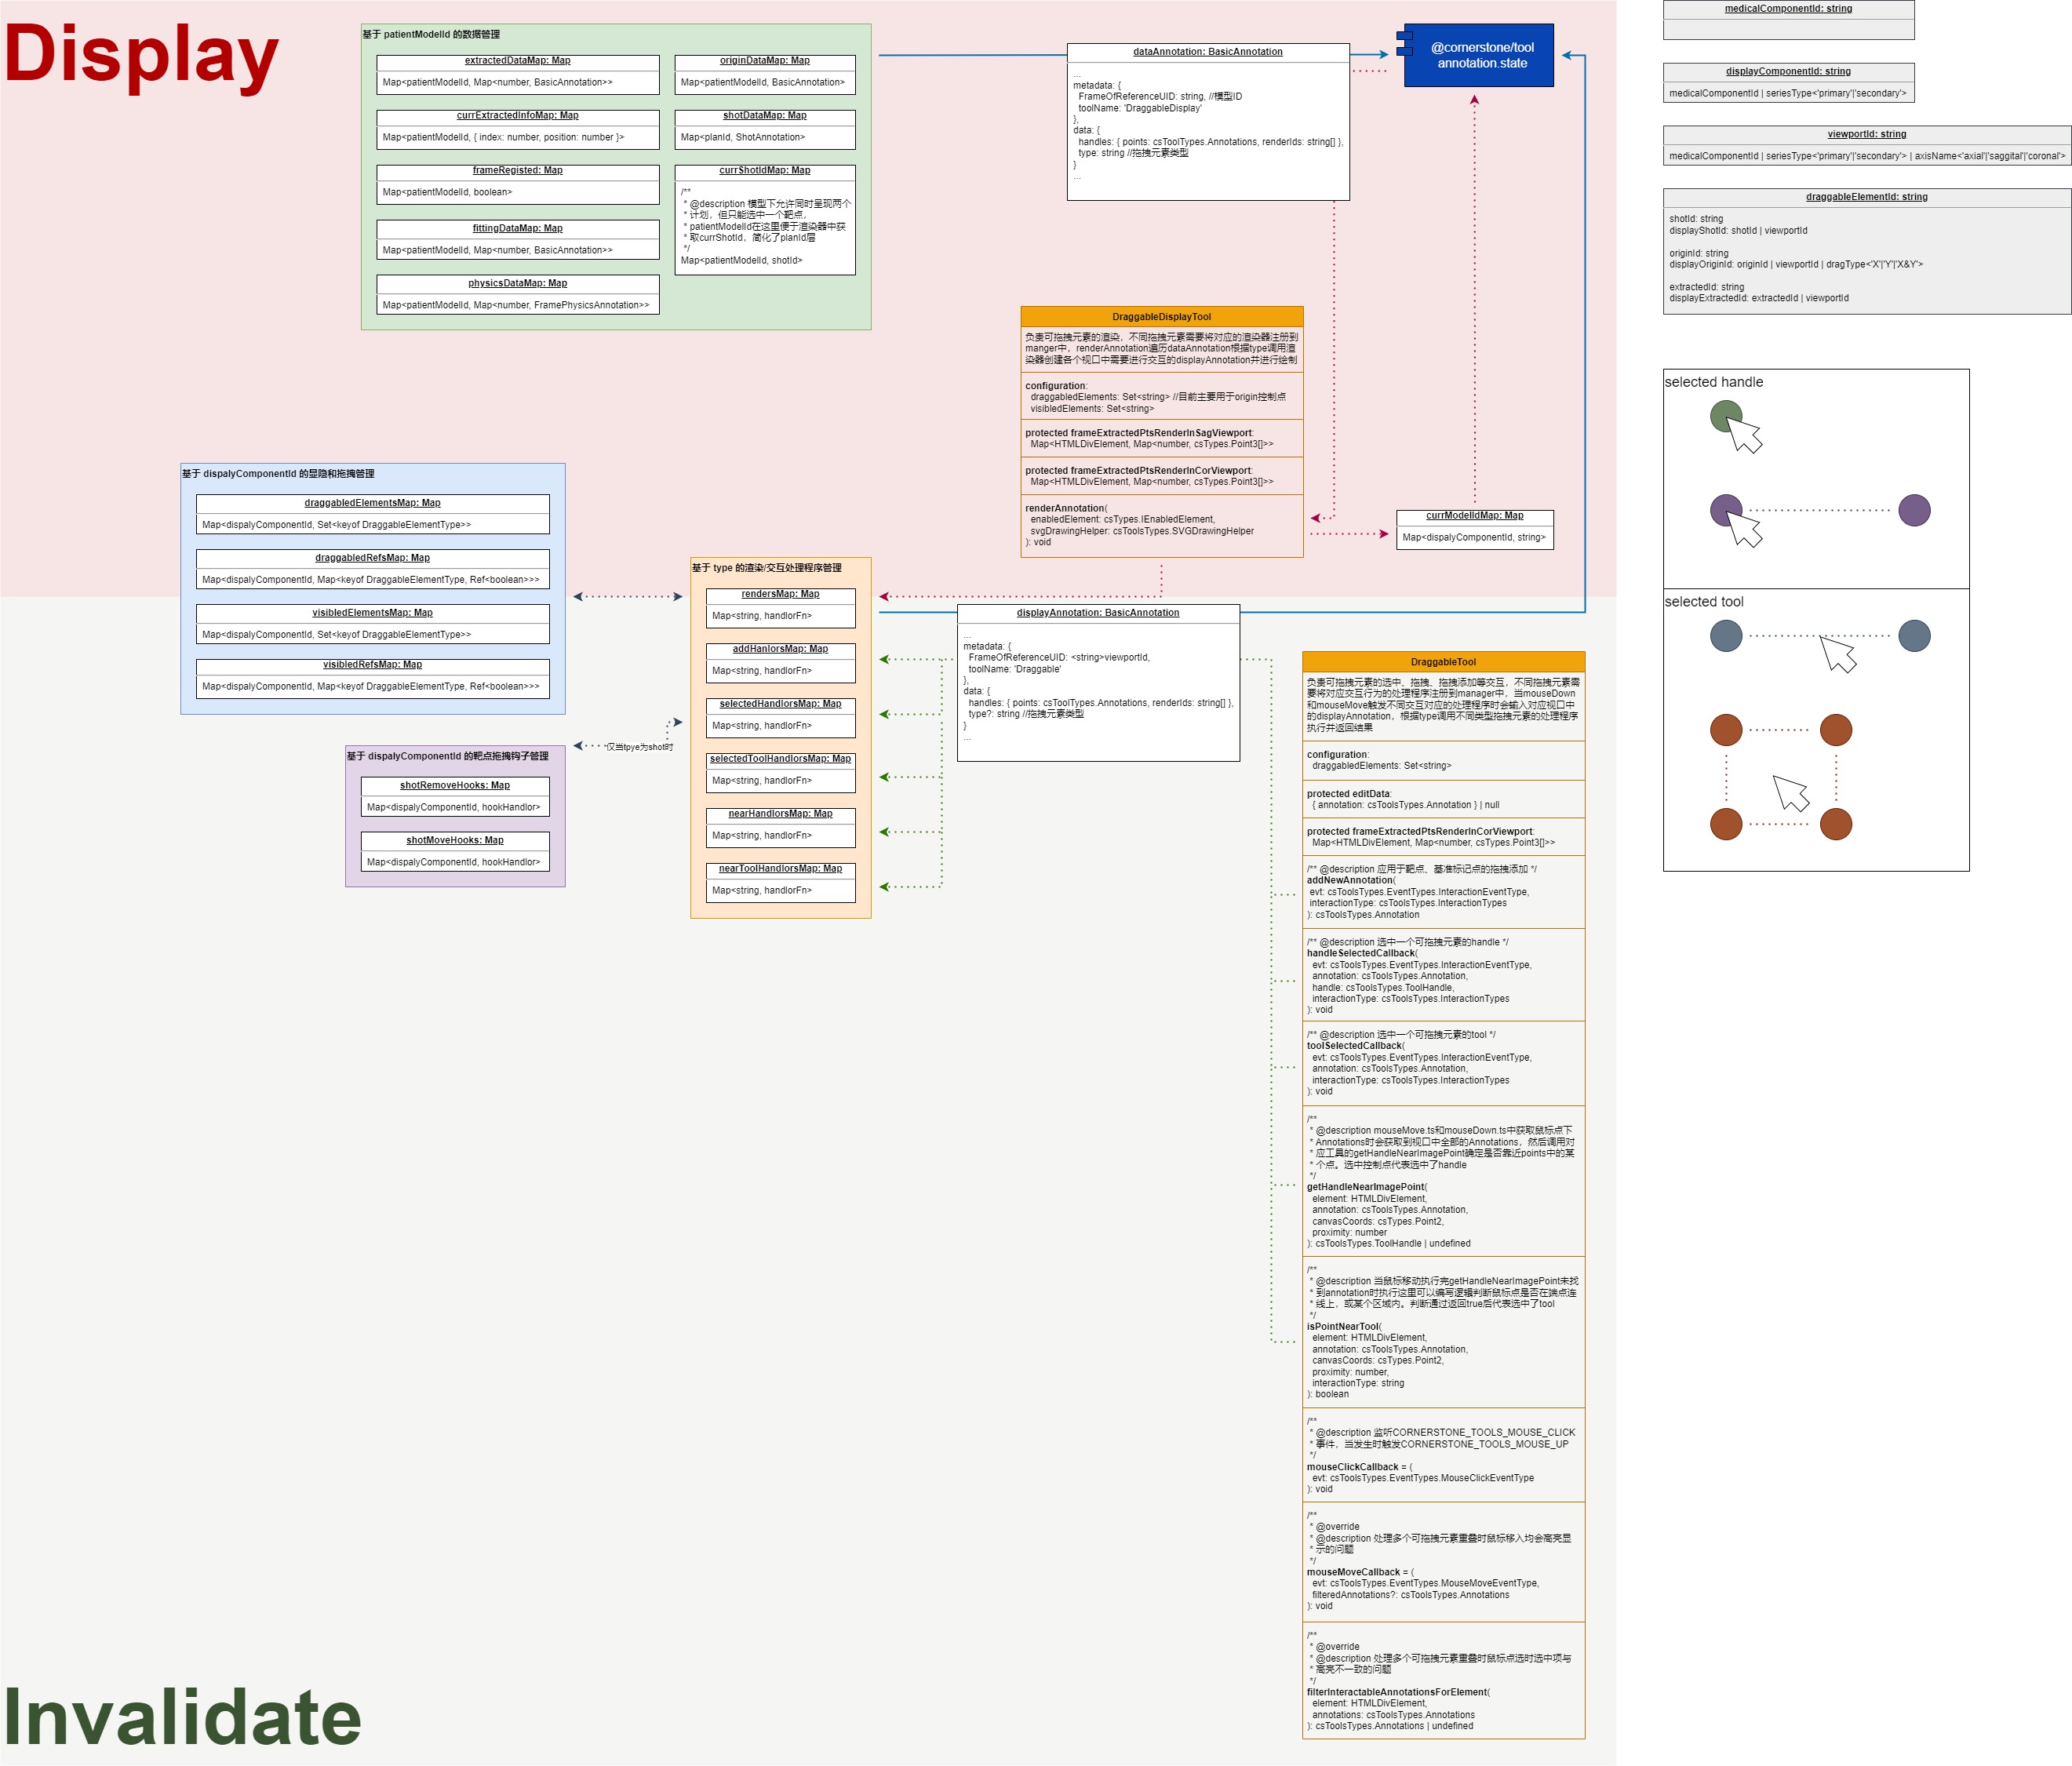 Display
基于 patientModelId 的数据管理
extractedDataMap: Map
Map<patientModelId, Map<number, BasicAnnotation>>
currExtractedInfoMap: Map
Map<patientModelId, { index: number, position: number }>
frameRegisted: Map
Map<patientModelId, boolean>
fittingDataMap: Map
Map<patientModelId, Map<number, BasicAnnotation>>
physicsDataMap: Map
Map<patientModelId, Map<number, FramePhysicsAnnotation>>
originDataMap: Map
Map<patientModelId, BasicAnnotation>
shotDataMap: Map
Map<planId, ShotAnnotation>
currShotIdMap: Map
/**
* @description 模型下允许同时呈现两个
* 计划，但只能选中一个靶点，
* patientModelId在这里便于渲染器中获
* 取currShotId，简化了planId层
*/
Map<patientModelId, shotId>
dataAnnotation: BasicAnnotation
...
metadata: {
FrameOfReferenceUID: string, //模型ID
toolName: 'DraggableDisplay'
},
data: {
handles: { points: csToolTypes.Annotations, renderIds: string[] },
type: string //拖拽元素类型
}
...
@cornerstone/tool
annotation.state
DraggableDisplayTool
负责可拖拽元素的渲染，不同拖拽元素需要将对应的渲染器注册到
manger中，renderAnnotation遍历dataAnnotation根据type调用渲
染器创建各个视口中需要进行交互的displayAnnotation并进行绘制
configuration:
draggabledElements: Set<string> //目前主要用于origin控制点
visibledElements: Set<string>
protected frameExtractedPtsRenderInSagViewport:
Map<HTMLDivElement, Map<number, csTypes.Point3[]>>
protected frameExtractedPtsRenderInCorViewport:
Map<HTMLDivElement, Map<number, csTypes.Point3[]>>
renderAnnotation(
enabledElement: csTypes.IEnabledElement,
svgDrawingHelper: csToolsTypes.SVGDrawingHelper
): void
currModelIdMap: Map
Map<dispalyComponentId, string>
基于 dispalyComponentId 的显隐和拖拽管理
draggabledElementsMap: Map
Map<dispalyComponentId, Set<keyof DraggableElementType>>
draggabledRefsMap: Map
Map<dispalyComponentId, Map<keyof DraggableElementType, Ref<boolean>>>
visibledElementsMap: Map
Map<dispalyComponentId, Set<keyof DraggableElementType>>
visibledRefsMap: Map
Map<dispalyComponentId, Map<keyof DraggableElementType, Ref<boolean>>>
基于 dispalyComponentId 的靶点拖拽钩子管理
shotRemoveHooks: Map
Map<dispalyComponentId, hookHandlor>
shotMoveHooks: Map
Map<dispalyComponentId, hookHandlor>
仅当tpye为shot时
基于 type 的渲染/交互处理程序管理
rendersMap: Map
Map<string, handlorFn>
addHanlorsMap: Map
Map<string, handlorFn>
selectedHandlorsMap: Map
Map<string, handlorFn>
selectedToolHandlorsMap: Map
Map<string, handlorFn>
nearHandlorsMap: Map
Map<string, handlorFn>
nearToolHandlorsMap: Map
Map<string, handlorFn>
displayAnnotation: BasicAnnotation
...
metadata: {
FrameOfReferenceUID: <string>viewportId,
toolName: 'Draggable'
},
data: {
handles: { points: csToolTypes.Annotations, renderIds: string[] },
type?: string //拖拽元素类型
}
...
DraggableTool
负责可拖拽元素的选中、拖拽、拖拽添加等交互，不同拖拽元素需
要将对应交互行为的处理程序注册到manager中，当mouseDown
和mouseMove触发不同交互对应的处理程序时会输入对应视口中
的displayAnnotation，根据type调用不同类型拖拽元素的处理程序
执行并返回结果
configuration:
draggabledElements: Set<string>
protected editData:
{ annotation: csToolsTypes.Annotation } | null
protected frameExtractedPtsRenderInCorViewport:
Map<HTMLDivElement, Map<number, csTypes.Point3[]>>
/** @description 应用于靶点、基准标记点的拖拽添加 */
addNewAnnotation(
evt: csToolsTypes.EventTypes.InteractionEventType,
interactionType: csToolsTypes.InteractionTypes
): csToolsTypes.Annotation
/** @description 选中一个可拖拽元素的handle */
handleSelectedCallback(
evt: csToolsTypes.EventTypes.InteractionEventType,
annotation: csToolsTypes.Annotation,
handle: csToolsTypes.ToolHandle,
interactionType: csToolsTypes.InteractionTypes
): void
/** @description 选中一个可拖拽元素的tool */
toolSelectedCallback(
evt: csToolsTypes.EventTypes.InteractionEventType,
annotation: csToolsTypes.Annotation,
interactionType: csToolsTypes.InteractionTypes
): void
/**
* @description mouseMove.ts和mouseDown.ts中获取鼠标点下
* Annotations时会获取到视口中全部的Annotations，然后调用对
* 应工具的getHandleNearImagePoint确定是否靠近points中的某
* 个点。选中控制点代表选中了handle
*/
getHandleNearImagePoint(
element: HTMLDivElement,
annotation: csToolsTypes.Annotation,
canvasCoords: csTypes.Point2,
proximity: number
): csToolsTypes.ToolHandle | undefined
/**
* @description 当鼠标移动执行完getHandleNearImagePoint未找
* 到annotation时执行这里可以编写逻辑判断鼠标点是否在端点连
* 线上，或某个区域内。判断通过返回true后代表选中了tool
*/
isPointNearTool(
element: HTMLDivElement,
annotation: csToolsTypes.Annotation,
canvasCoords: csTypes.Point2,
proximity: number,
interactionType: string
): boolean
/**
* @description 监听CORNERSTONE_TOOLS_MOUSE_CLICK
* 事件，当发生时触发CORNERSTONE_TOOLS_MOUSE_UP
*/
mouseClickCallback = (
evt: csToolsTypes.EventTypes.MouseClickEventType
): void
/**
* @override
* @description 处理多个可拖拽元素重叠时鼠标移入均会高亮显
* 示的问题
*/
mouseMoveCallback = (
evt: csToolsTypes.EventTypes.MouseMoveEventType,
filteredAnnotations?: csToolsTypes.Annotations
): void
/**
* @override
* @description 处理多个可拖拽元素重叠时鼠标点选时选中项与
* 高亮不一致的问题
*/
filterInteractableAnnotationsForElement(
element: HTMLDivElement,
annotations: csToolsTypes.Annotations
): csToolsTypes.Annotations | undefined
Invalidate
medicalComponentId: string
displayComponentId: string
medicalComponentId | seriesType<'primary'|'secondary'>
viewportId: string
medicalComponentId | seriesType<'primary'|'secondary'> | axisName<'axial'|'saggital'|'coronal'>
draggableElementId: string
shotId: string
displayShotId: shotId | viewportId
originId: string
displayOriginId: originId | viewportId | dragType<'X'|'Y'|'X&Y'>
extractedId: string
displayExtractedId: extractedId | viewportId
selected handle
selected tool